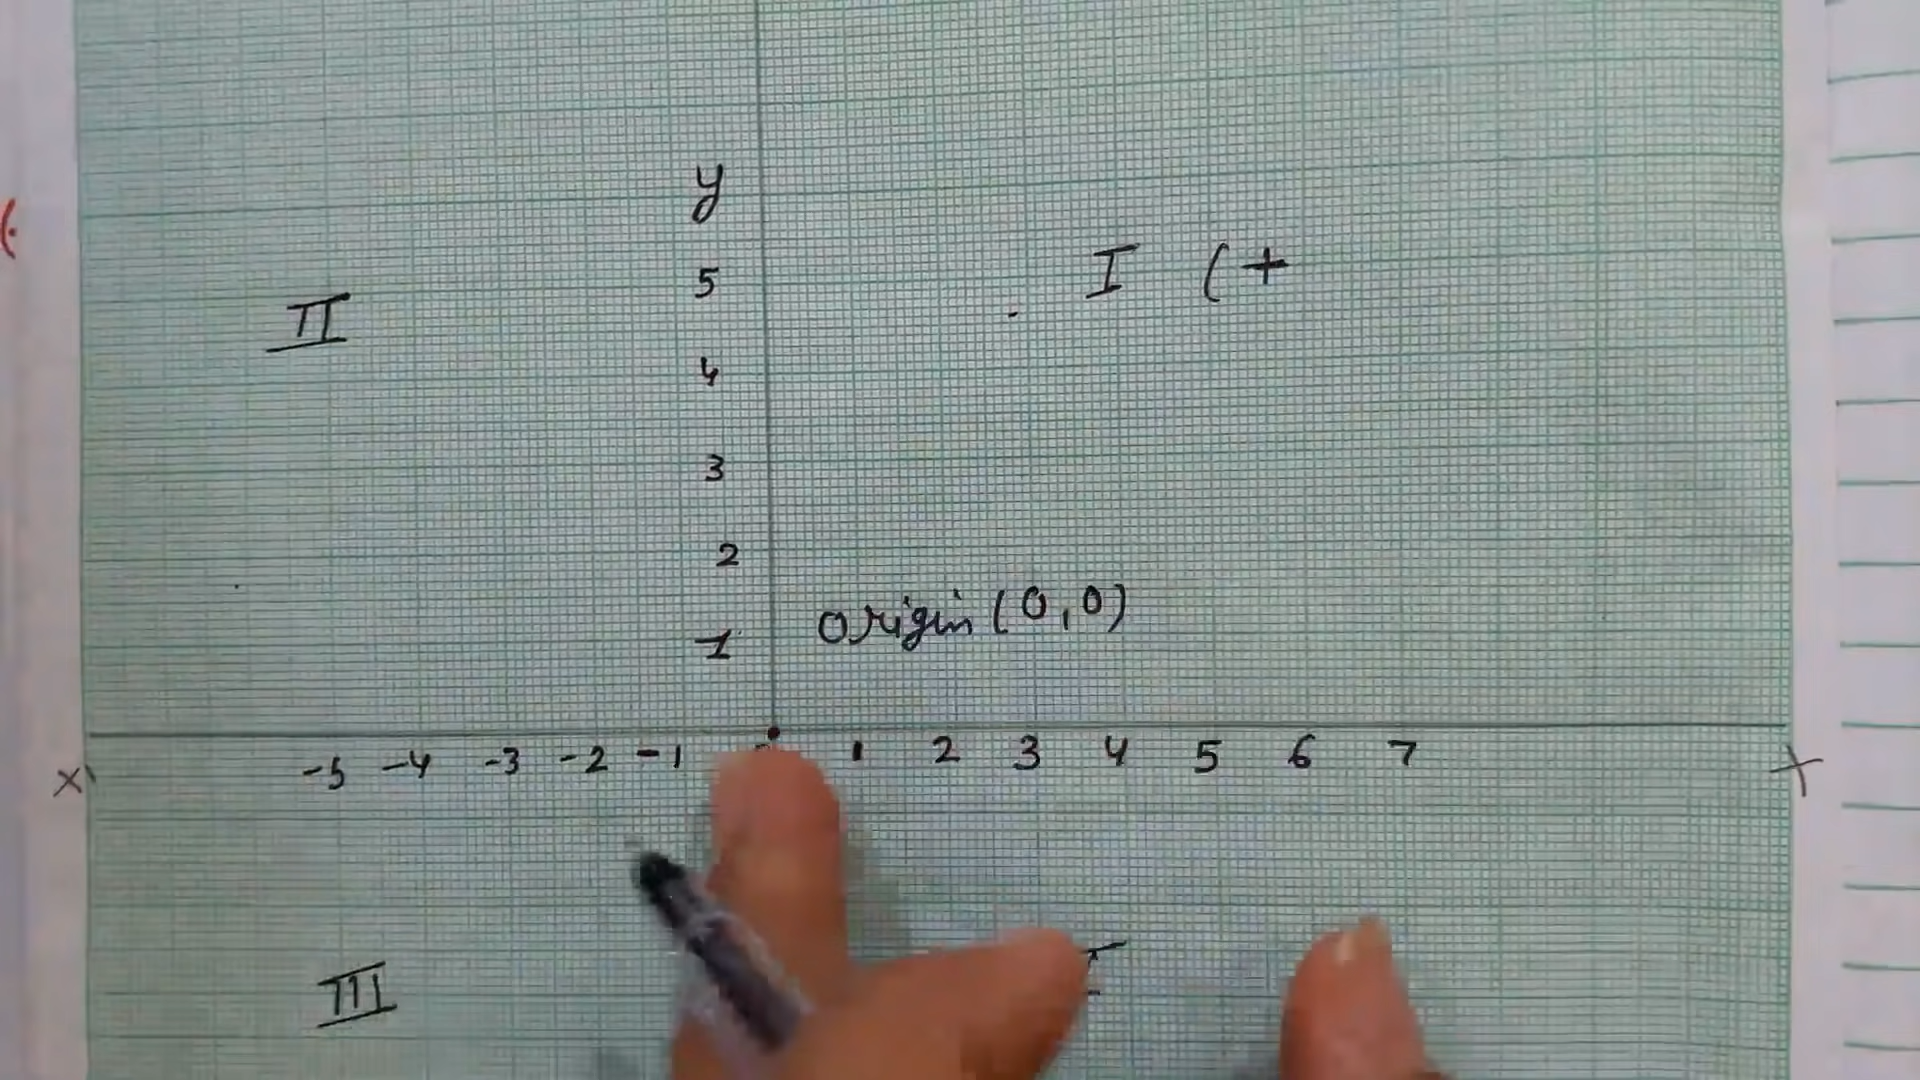 y
I (+
5
II
4
3
2
Origin (0,0)
1
-5 -4 -3 -2 -1 1 2 3 4 5 6 7
x' x
III